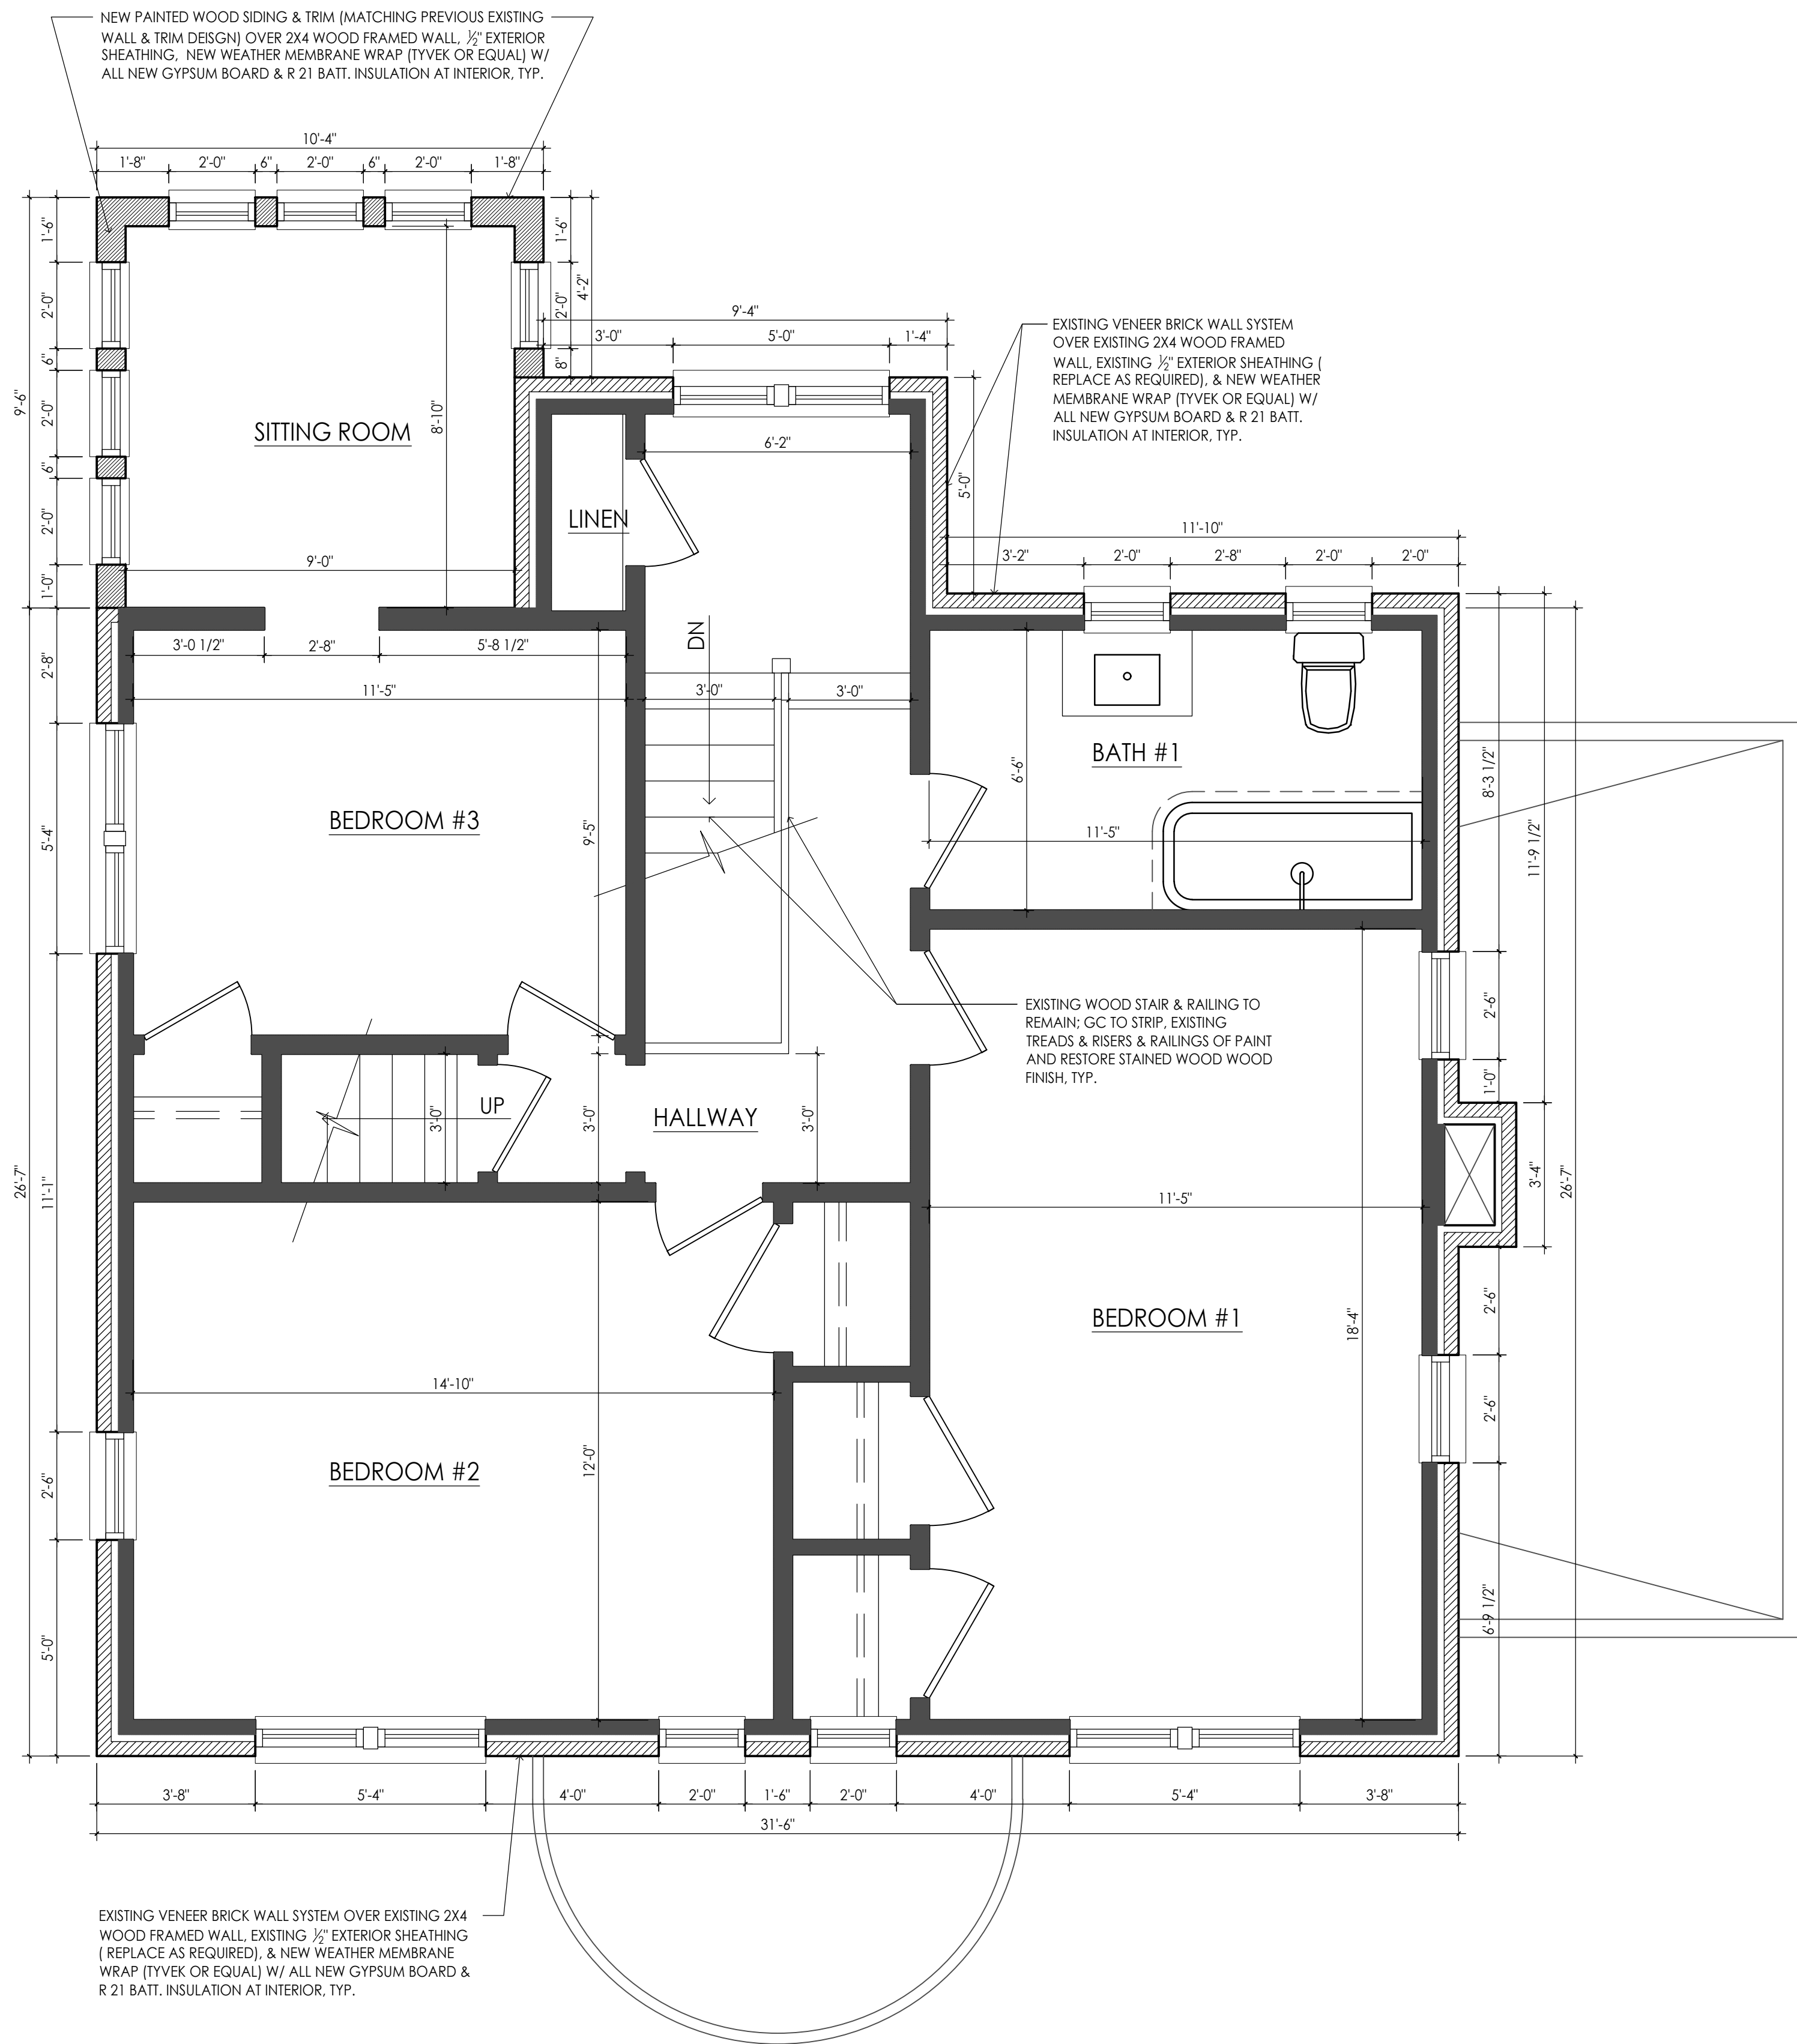 NEW PAINTED WOOD SIDING & TRIM (MATCHING PREVIOUS EXISTING
WALL & TRIM DEISGN) OVER 2X4 WOOD FRAMED WALL, ½" EXTERIOR
SHEATHING, NEW WEATHER MEMBRANE WRAP (TYVEK OR EQUAL) W/
ALL NEW GYPSUM BOARD & R 21 BATT. INSULATION AT INTERIOR, TYP.
10'-4"
1'-8" 2'-0" 6" 2'-0" 6" 2'-0" 1'-8"
9'-6"
1'-6"
2'-0"
6"
2'-0"
6"
2'-0"
1'-0"
1'-6"
2'-0"
8"
4'-2"
SITTING ROOM
8'-10"
9'-0"
9'-4"
3'-0" 5'-0" 1'-4"
6'-2"
5'-0"
LINEN
EXISTING VENEER BRICK WALL SYSTEM
OVER EXISTING 2X4 WOOD FRAMED
WALL, EXISTING ½" EXTERIOR SHEATHING (
REPLACE AS REQUIRED), & NEW WEATHER
MEMBRANE WRAP (TYVEK OR EQUAL) W/
ALL NEW GYPSUM BOARD & R 21 BATT.
INSULATION AT INTERIOR, TYP.
11'-10"
3'-2" 2'-0" 2'-8" 2'-0" 2'-0"
3'-0 1/2" 2'-8" 5'-8 1/2"
11'-5"
DN
3'-0" 3'-0"
BEDROOM #3
9'-5"
BATH #1
6'-6"
11'-5"
2'-8"
5'-4"
11'-1"
2'-6"
5'-0"
26'-7"
8'-3 1/2"
2'-6"
1'-0"
11'-9 1/2"
3'-4"
26'-7"
2'-6"
2'-6"
6'-9 1/2"
EXISTING WOOD STAIR & RAILING TO
REMAIN; GC TO STRIP, EXISTING
TREADS & RISERS & RAILINGS OF PAINT
AND RESTORE STAINED WOOD WOOD
FINISH, TYP.
3'-0"
UP
3'-0"
HALLWAY
3'-0"
11'-5"
BEDROOM #1
18'-4"
14'-10"
12'-0"
BEDROOM #2
3'-8" 5'-4" 4'-0" 2'-0" 1'-6" 2'-0" 4'-0" 5'-4" 3'-8"
31'-6"
EXISTING VENEER BRICK WALL SYSTEM OVER EXISTING 2X4
WOOD FRAMED WALL, EXISTING ½" EXTERIOR SHEATHING
( REPLACE AS REQUIRED), & NEW WEATHER MEMBRANE
WRAP (TYVEK OR EQUAL) W/ ALL NEW GYPSUM BOARD &
R 21 BATT. INSULATION AT INTERIOR, TYP.